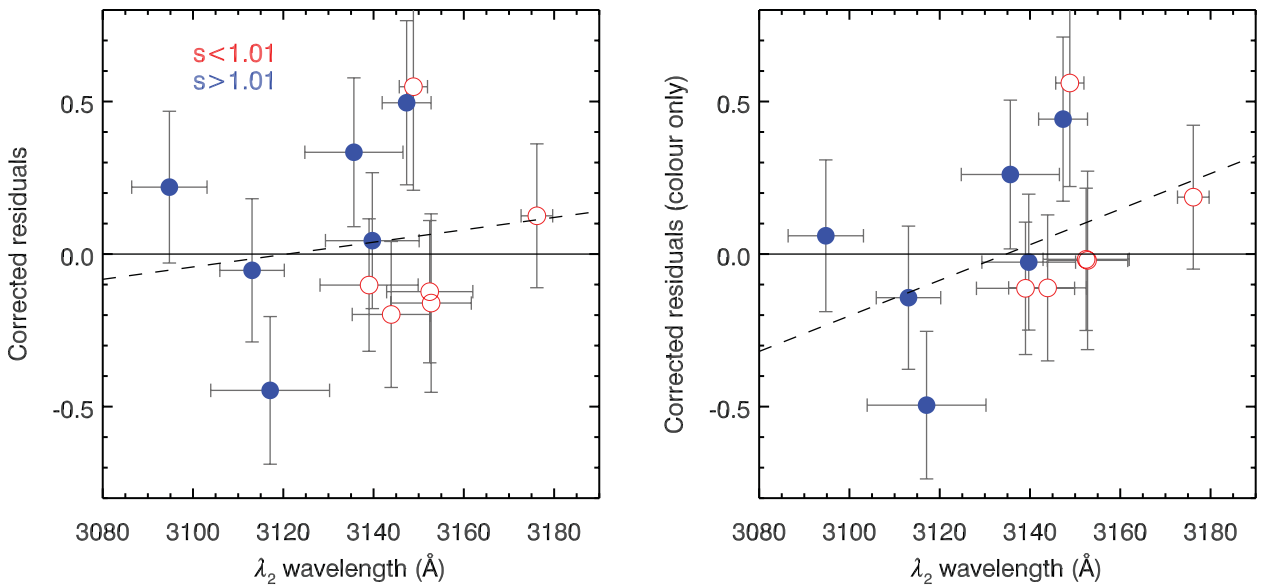 s<1.01
s>1.01
0.5
0.0
-0.5
Corrected residuals
3080 3100 3120 3140 3160 3180
λ₂ wavelength (Å)
0.5
0.0
-0.5
Corrected residuals (colour only)
3080 3100 3120 3140 3160 3180
λ₂ wavelength (Å)